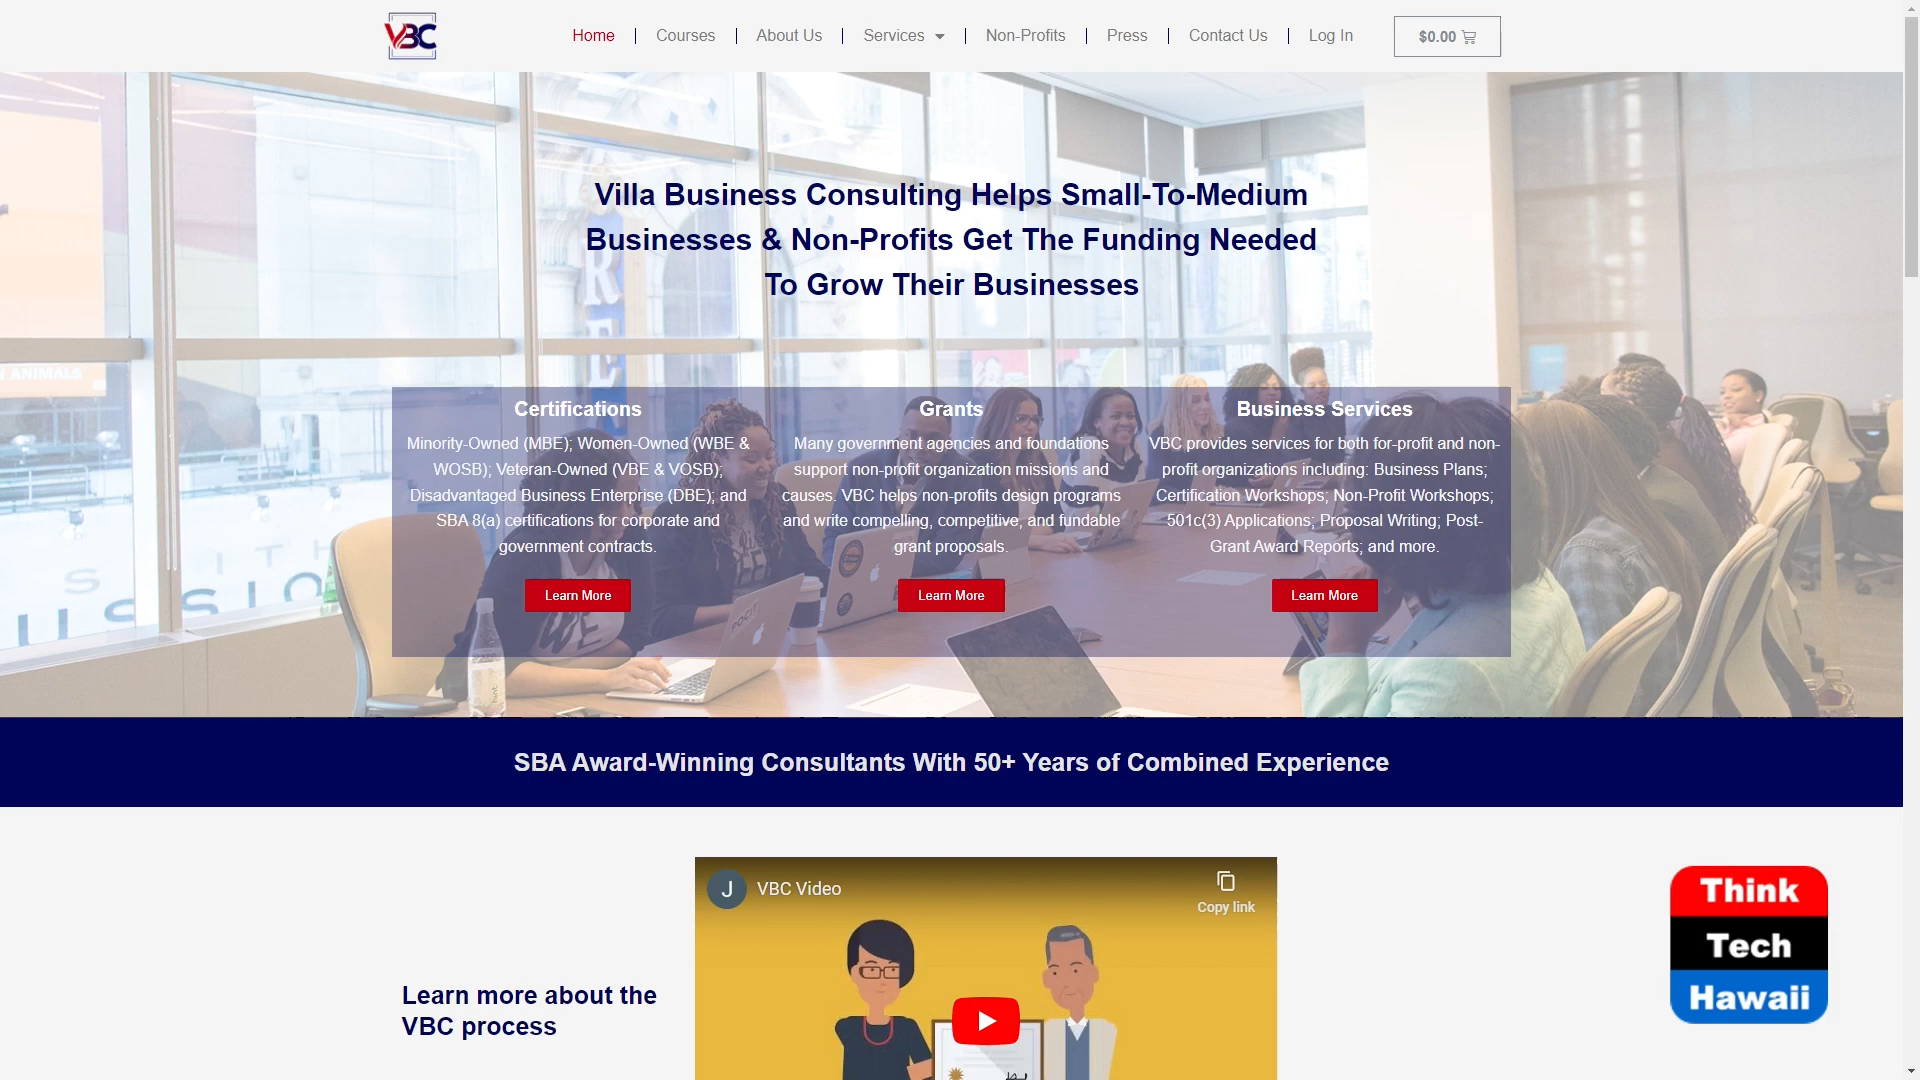 VBC
Home
Courses
About Us
Services
Non-Profits
Press
Contact Us
Log In
$0.00
Villa Business Consulting Helps Small-To-Medium
Businesses & Non-Profits Get The Funding Needed
To Grow Their Businesses
N ANIMALS
Certifications
Minority-Owned (MBE); Women-Owned (WBE &
WOSB); Veteran-Owned (VBE & VOSB);
Disadvantaged Business Enterprise (DBE); and
SBA 8(a) certifications for corporate and
government contracts.
Learn More
Grants
Many government agencies and foundations
support non-profit organization missions and
causes. VBC helps non-profits design programs
and write compelling, competitive, and fundable
grant proposals.
Learn More
Business Services
VBC provides services for both for-profit and non-
profit organizations including: Business Plans;
Certification Workshops; Non-Profit Workshops;
501c(3) Applications; Proposal Writing; Post-
Grant Award Reports; and more.
Learn More
SBA Award-Winning Consultants With 50+ Years of Combined Experience
Learn more about the
VBC process
J
VBC Video
Copy link
Think
Tech
Hawaii